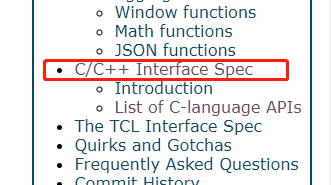 Window functions
Math functions
JSON functions
C/C++ Interface Spec
Introduction
List of C-language APIs
The TCL Interface Spec
Quirks and Gotchas
Frequently Asked Questions
Commit History